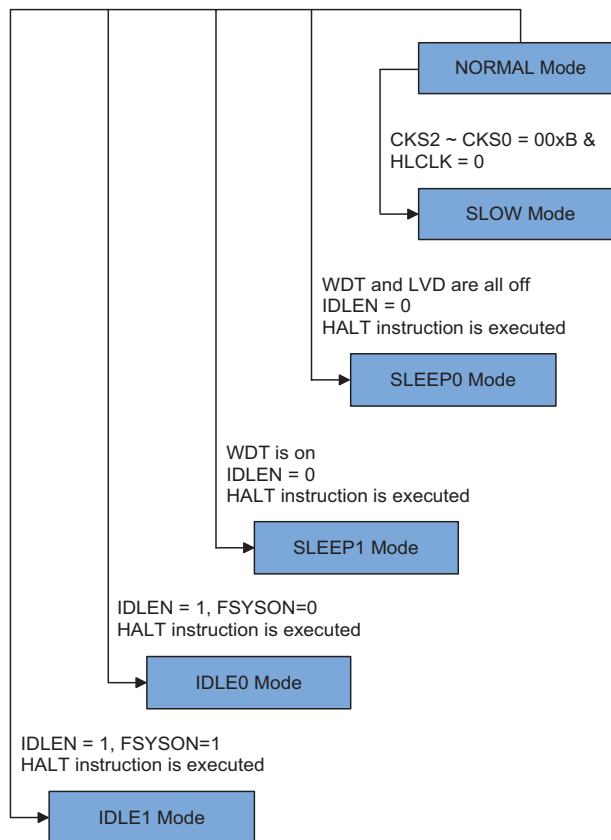 NORMAL Mode
CKS2 ~ CKS0 = 00xB &
HLCLK = 0
SLOW Mode
WDT and LVD are all off
IDLEN = 0
HALT instruction is executed
SLEEP0 Mode
WDT is on
IDLEN = 0
HALT instruction is executed
SLEEP1 Mode
IDLEN = 1, FSYSON=0
HALT instruction is executed
IDLE0 Mode
IDLEN = 1, FSYSON=1
HALT instruction is executed
IDLE1 Mode